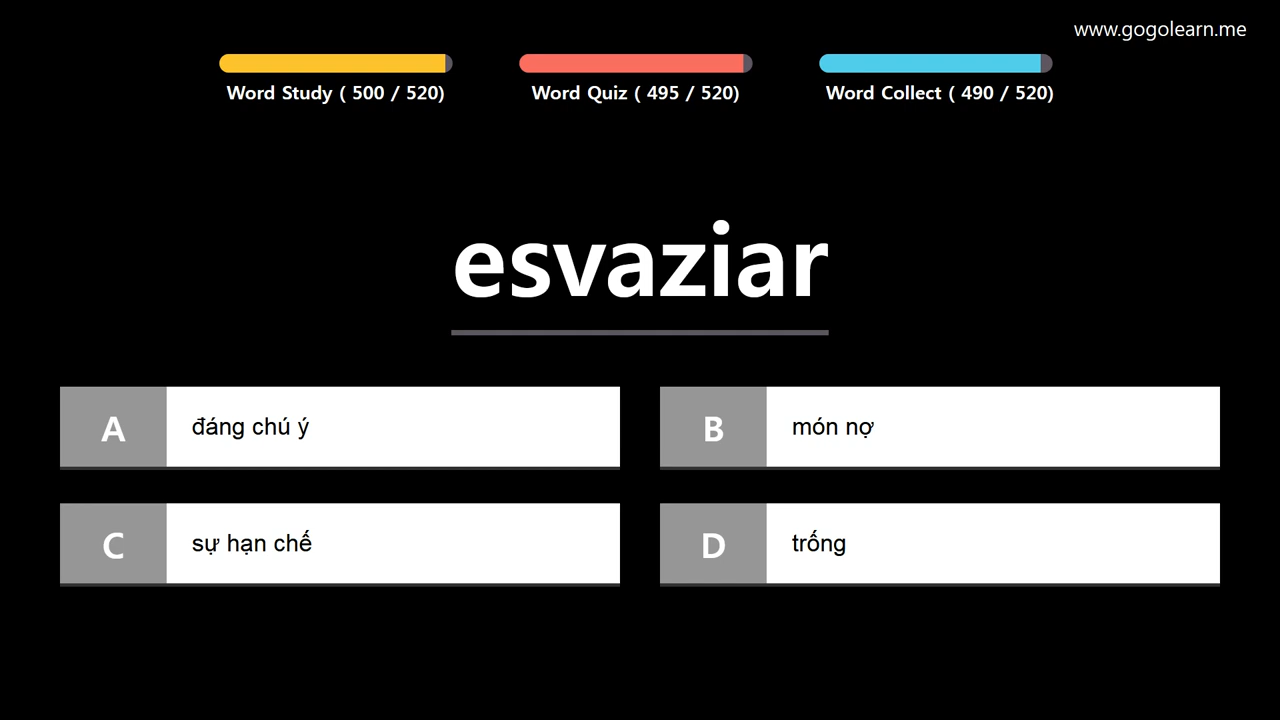 www.gogolearn.me
Word Study ( 500 / 520)
Word Quiz ( 495 / 520)
Word Collect ( 490 / 520)
esvaziar
A
đáng chú ý
B
món nợ
C
sự hạn chế
D
trống